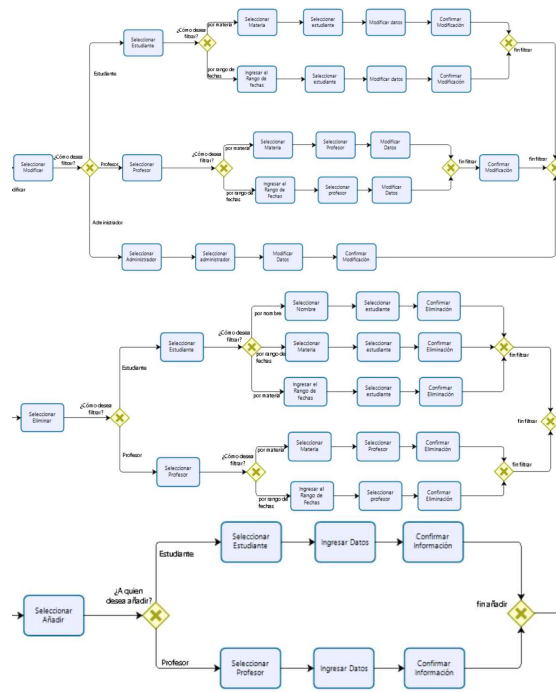 ¿Cómo desea
filtrar?
por materia
Seleccionar
Materia
Seleccionar
estudiante
Modificar datos
Confirmar
Modificación
Seleccionar
Estudiante
fin filtrar
Estudiante
por rango de
fechas
Ingresar el
Rango de
fechas
Seleccionar
estudiante
Modificar datos
Confirmar
Modificación
¿Cómo desea
filtrar?
por materia
Seleccionar
Materia
Seleccionar
Profesor
Modificar
Datos
Seleccionar
Modificar
¿Cómo desea
filtrar?
Profesor
Seleccionar
Profesor
fin filtrar
Confirmar
Modificación
fin filtrar
dificar
por rango de
fechas
Ingresar el
Rango de
Fechas
Seleccionar
profesor
Modificar
Datos
Administrador
Seleccionar
Administrador
Seleccionar
administrador
Modificar
Datos
Confirmar
Modificación
por nombre
Seleccionar
Nombre
Seleccionar
estudiante
Confirmar
Eliminación
¿Cómo desea
filtrar?
Seleccionar
Estudiante
por rango de
fechas
Seleccionar
Materia
Seleccionar
estudiante
Confirmar
Eliminación
fin filtrar
Estudiante
por materia
Ingresar el
Rango de
fechas
Seleccionar
estudiante
Confirmar
Eliminación
Seleccionar
Eliminar
¿Cómo desea
filtrar?
fin filtrar
Profesor
Seleccionar
Profesor
¿Cómo desea
filtrar?
por materia
Seleccionar
Materia
Seleccionar
Profesor
Confirmar
Eliminación
fin filtrar
por rango de
fechas
Ingresar el
Rango de
Fechas
Seleccionar
profesor
Confirmar
Eliminación
Estudiante
Seleccionar
Estudiante
Ingresar Datos
Confirmar
Información
Seleccionar
Añadir
¿A quien
desea añadir?
fin añadir
Profesor
Seleccionar
Profesor
Ingresar Datos
Confirmar
Información